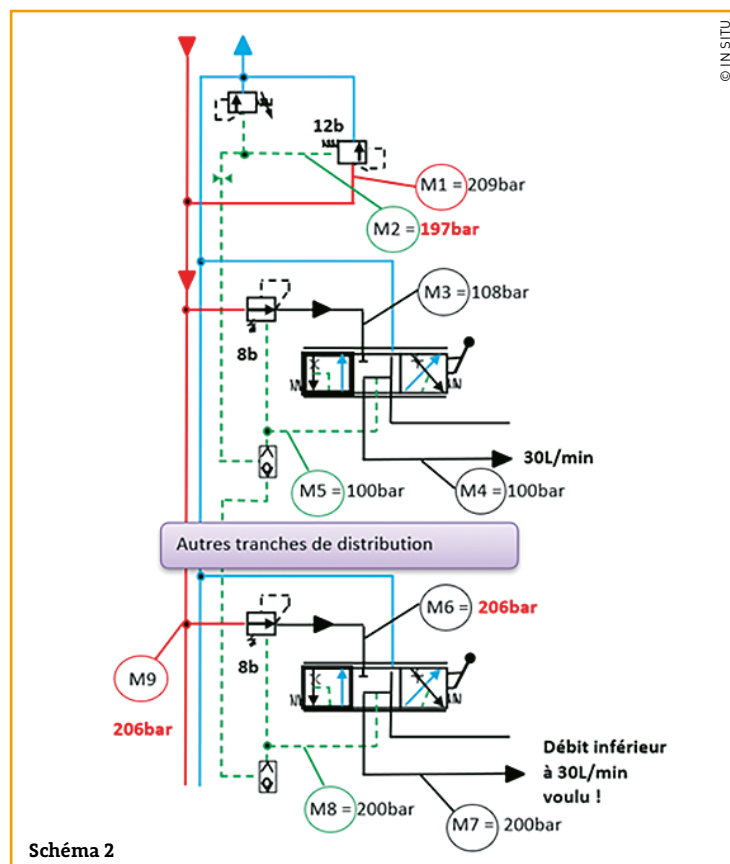 © IN SITU
12b
M1 = 209bar
M2 = 197bar
M3 = 108bar
8b
30L/min
M5 = 100bar
M4 = 100bar
Autres tranches de distribution
M6 = 206bar
8b
M9
206bar
Débit inférieur
à 30L/min
voulu !
M8 = 200bar
M7 = 200bar
Schéma 2